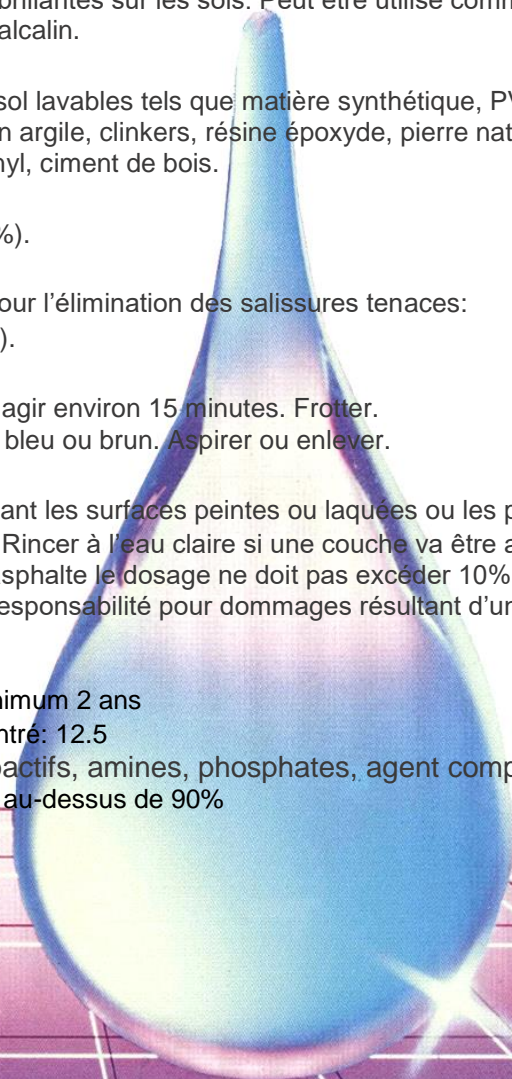 brillantes sur les sols. Peut être utilisé comm
alcalin.
sol lavables tels que matière synthétique, PV
n argile, clinkers, résine époxyde, pierre nat
nyl, ciment de bois.
%).
our l’élimination des salissures tenaces:
).
agir environ 15 minutes. Frotter.
bleu ou brun. Aspirer ou enlever.
ant les surfaces peintes ou laquées ou les p
Rincer à l’eau claire si une couche va être a
asphalte le dosage ne doit pas excéder 10%
esponsabilité pour dommages résultant d’un
nimum 2 ans
ntré: 12.5
oactifs, amines, phosphates, agent comp
au-dessus de 90%